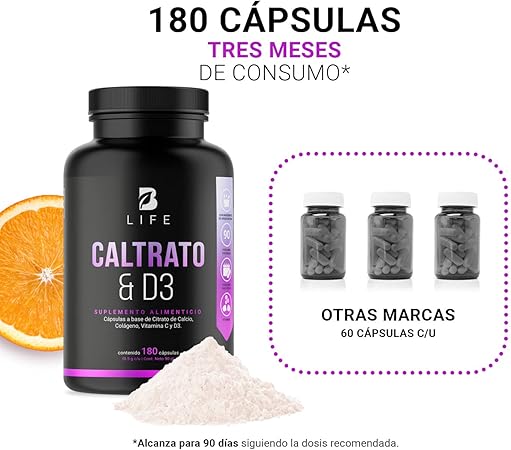 180 CÁPSULAS
TRES MESES
DE CONSUMO*
B
LIFE
CALTRATO
& D3
SUPLEMENTO ALIMENTICIO
Cápsulas a base de Citrato de Calcio,
Colágeno, Vitamina C y D3.
contenido 180 cápsulas
90
OTRAS MARCAS
60 CÁPSULAS C/U
*Alcanza para 90 días siguiendo la dosis recomendada.